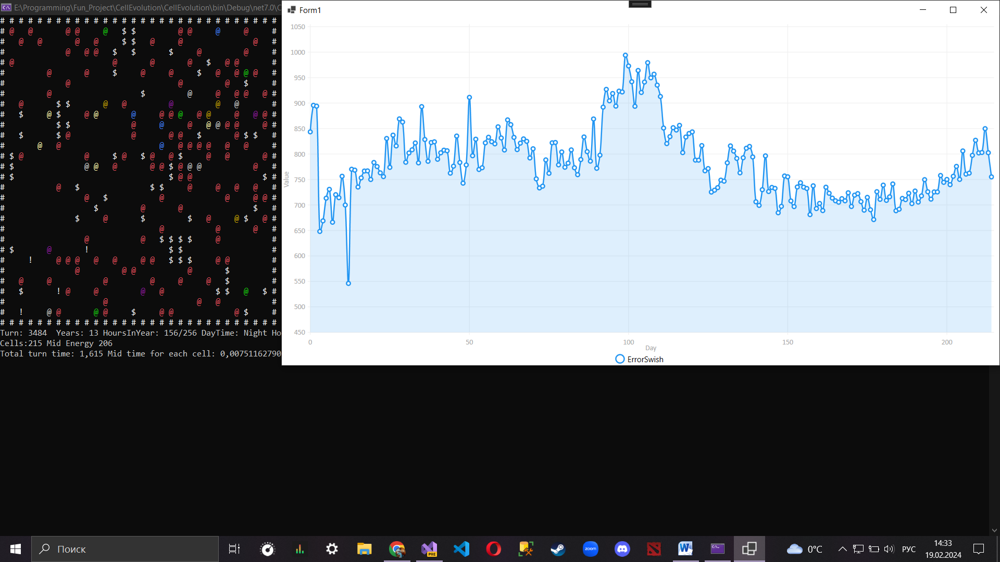 E:\Programming\Fun_Project\CellEvolution\CellEvolution\bin\Debug\net7.0\C
# # # # # # # # # # # # # # # # # # # # # # # # # # # # # #
# @   @       @ @     @   $ $         @ @     @     @     #
#   @   @       @   @     $ $   @     @               @   #
#             @   @ @   $   $       $     @         @     #
# @                     @       @       @   $   @ @       #
#         @       @     $     @     @     $   @   @ @ @   #
#             @                       @         @   $     #
#         @                   $         @     @   @ @   @ #
#   @       $ $       @   @         @         @   @       #
#   $     @ $     @ @       @     @ @ @   @ @     @   @ @ #
#           $ $             @     @     @   @ @ @ @     @ #
#   $       $ @             @       @ @   $       @ $ $   #
#       @   @                     @   @ @ @ @   @   @     #
# $ @             @     $ @   $ @   @ $     @   @       @ #
# $               @ @   @       @ @ $ @ @ @           @   #
# $                                 $ @ @               $ #
#           @   $               $ $     @     @   @   @   #
#                 @   $           @             @     @ @ #
#                   $         @       @               $   #
#               $     @       $         $   @     @ $   @ #
#                                 @           @       @   #
#                 @           @   $ $ $ $     @           #
# $       @       !                 $ $                   #
#     !     @ @ @   @   @     @ @   $ $ $     @ @         #
#               @         @ @           @       $         #
#   @     @           @         @     @     @   $         #
#   $       ! @     @         @   @           $ $   @   $ #
#                     @                   @   @           #
#   !     @ @       @ @     $     @ @             @ $     #
# # # # # # # # # # # # # # # # # # # # # # # # # # # # # #
Turn: 3484  Years: 13 HoursInYear: 156/256 DayTime: Night Ho
Cells:215 Mid Energy 206
Total turn time: 1,615 Mid time for each cell: 0,00751162790
Form1
1050
1000
950
900
850
800
750
700
650
600
550
500
450
Value
0 50 100 150 200
Day
ErrorSwish
Поиск
PRE
zoom
0°C
РУС
14:33
19.02.2024